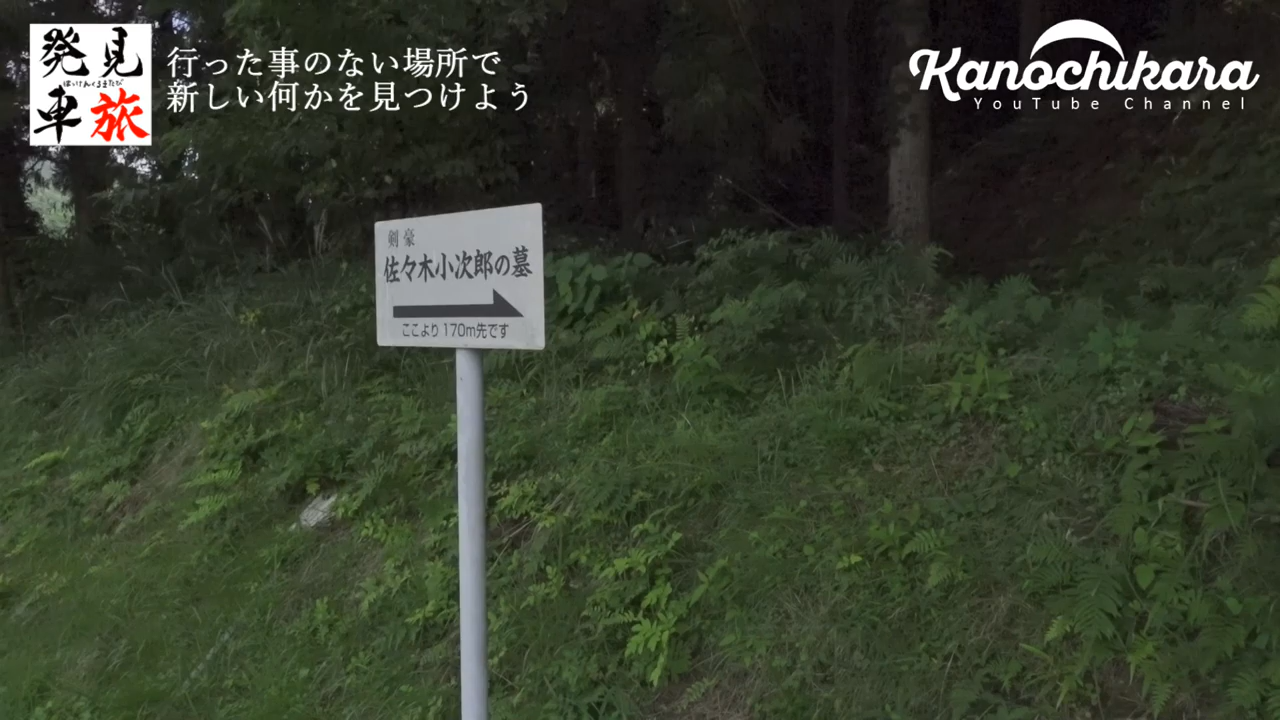 発見
はっけんくるまたび
車旅
行った事のない場所で
新しい何かを見つけよう
Kanochikara
YouTube Channel
剣豪
佐々木小次郎の墓
ここより170m先です